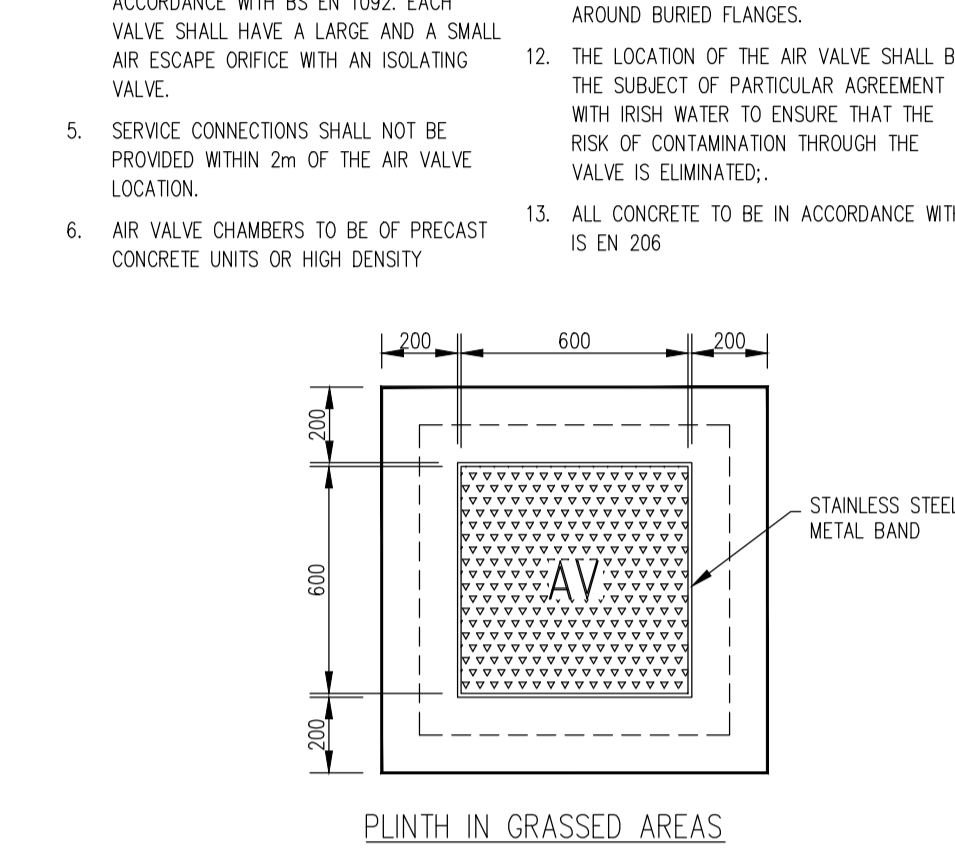 ACCORDANCE WITH BS EN 1092. EACH
VALVE SHALL HAVE A LARGE AND A SMALL
AIR ESCAPE ORIFICE WITH AN ISOLATING
VALVE.
5. SERVICE CONNECTIONS SHALL NOT BE
PROVIDED WITHIN 2m OF THE AIR VALVE
LOCATION.
6. AIR VALVE CHAMBERS TO BE OF PRECAST
CONCRETE UNITS OR HIGH DENSITY
AROUND BURIED FLANGES.
12. THE LOCATION OF THE AIR VALVE SHALL B
THE SUBJECT OF PARTICULAR AGREEMENT
WITH IRISH WATER TO ENSURE THAT THE
RISK OF CONTAMINATION THROUGH THE
VALVE IS ELIMINATED;.
13. ALL CONCRETE TO BE IN ACCORDANCE WITH
IS EN 206
200 600 200
200
600
200
AV
STAINLESS STEEL
METAL BAND
PLINTH IN GRASSED AREAS